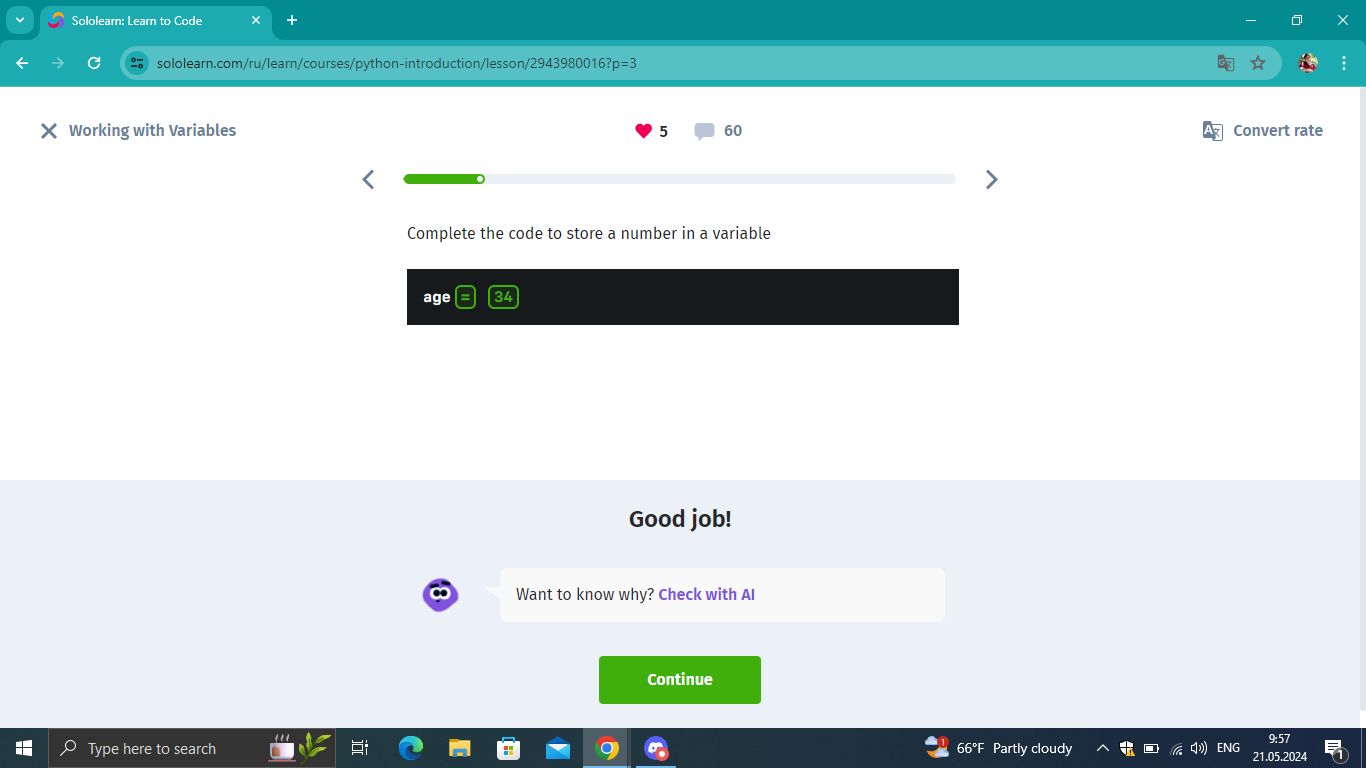 Sololearn: Learn to Code
sololearn.com/ru/learn/courses/python-introduction/lesson/2943980016?p=3
Working with Variables
5
60
Convert rate
Complete the code to store a number in a variable
age = 34
Good job!
Want to know why? Check with AI
Continue
Type here to search
1
66°F Partly cloudy
ENG
9:57
21.05.2024
1